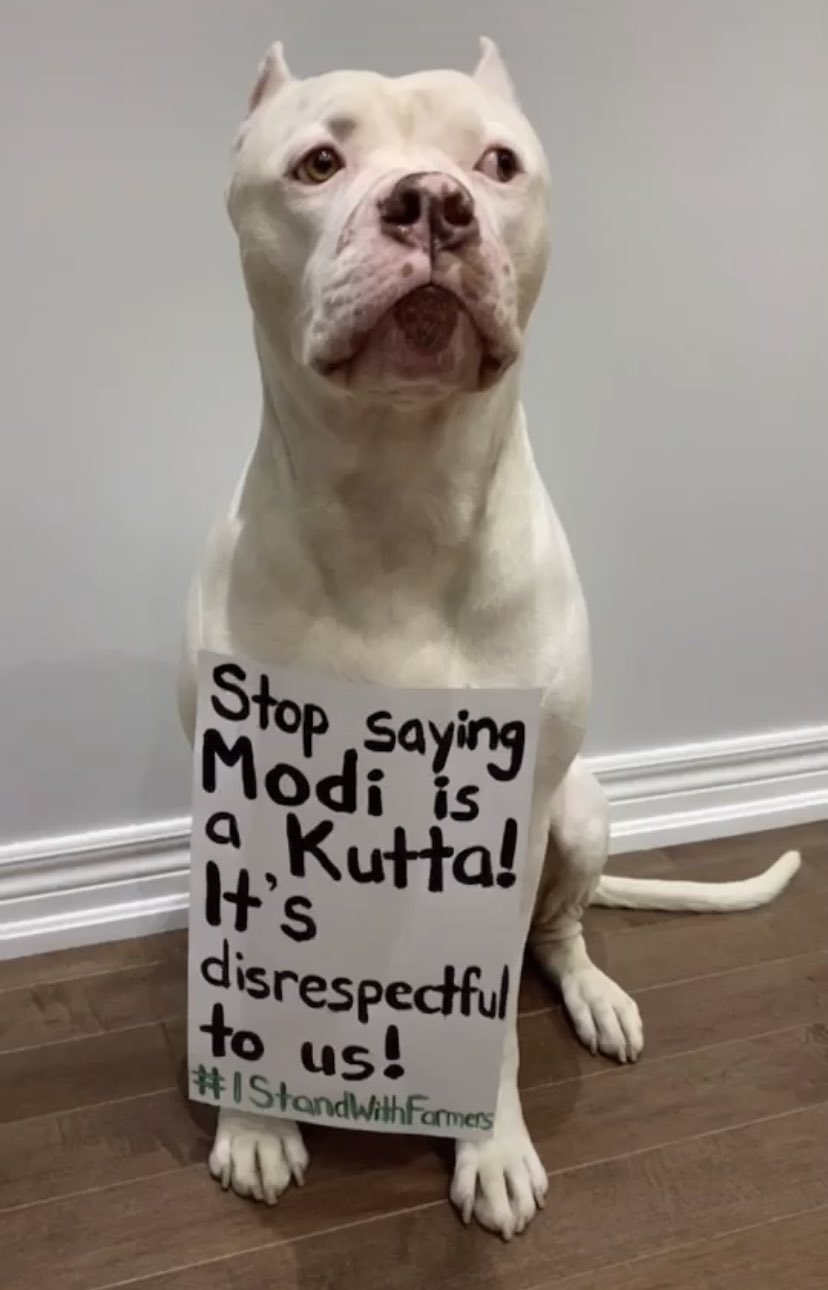 Stop saying
Modi is
a Kutta!
It's
disrespectful
to us!
#IStandWithFarmers